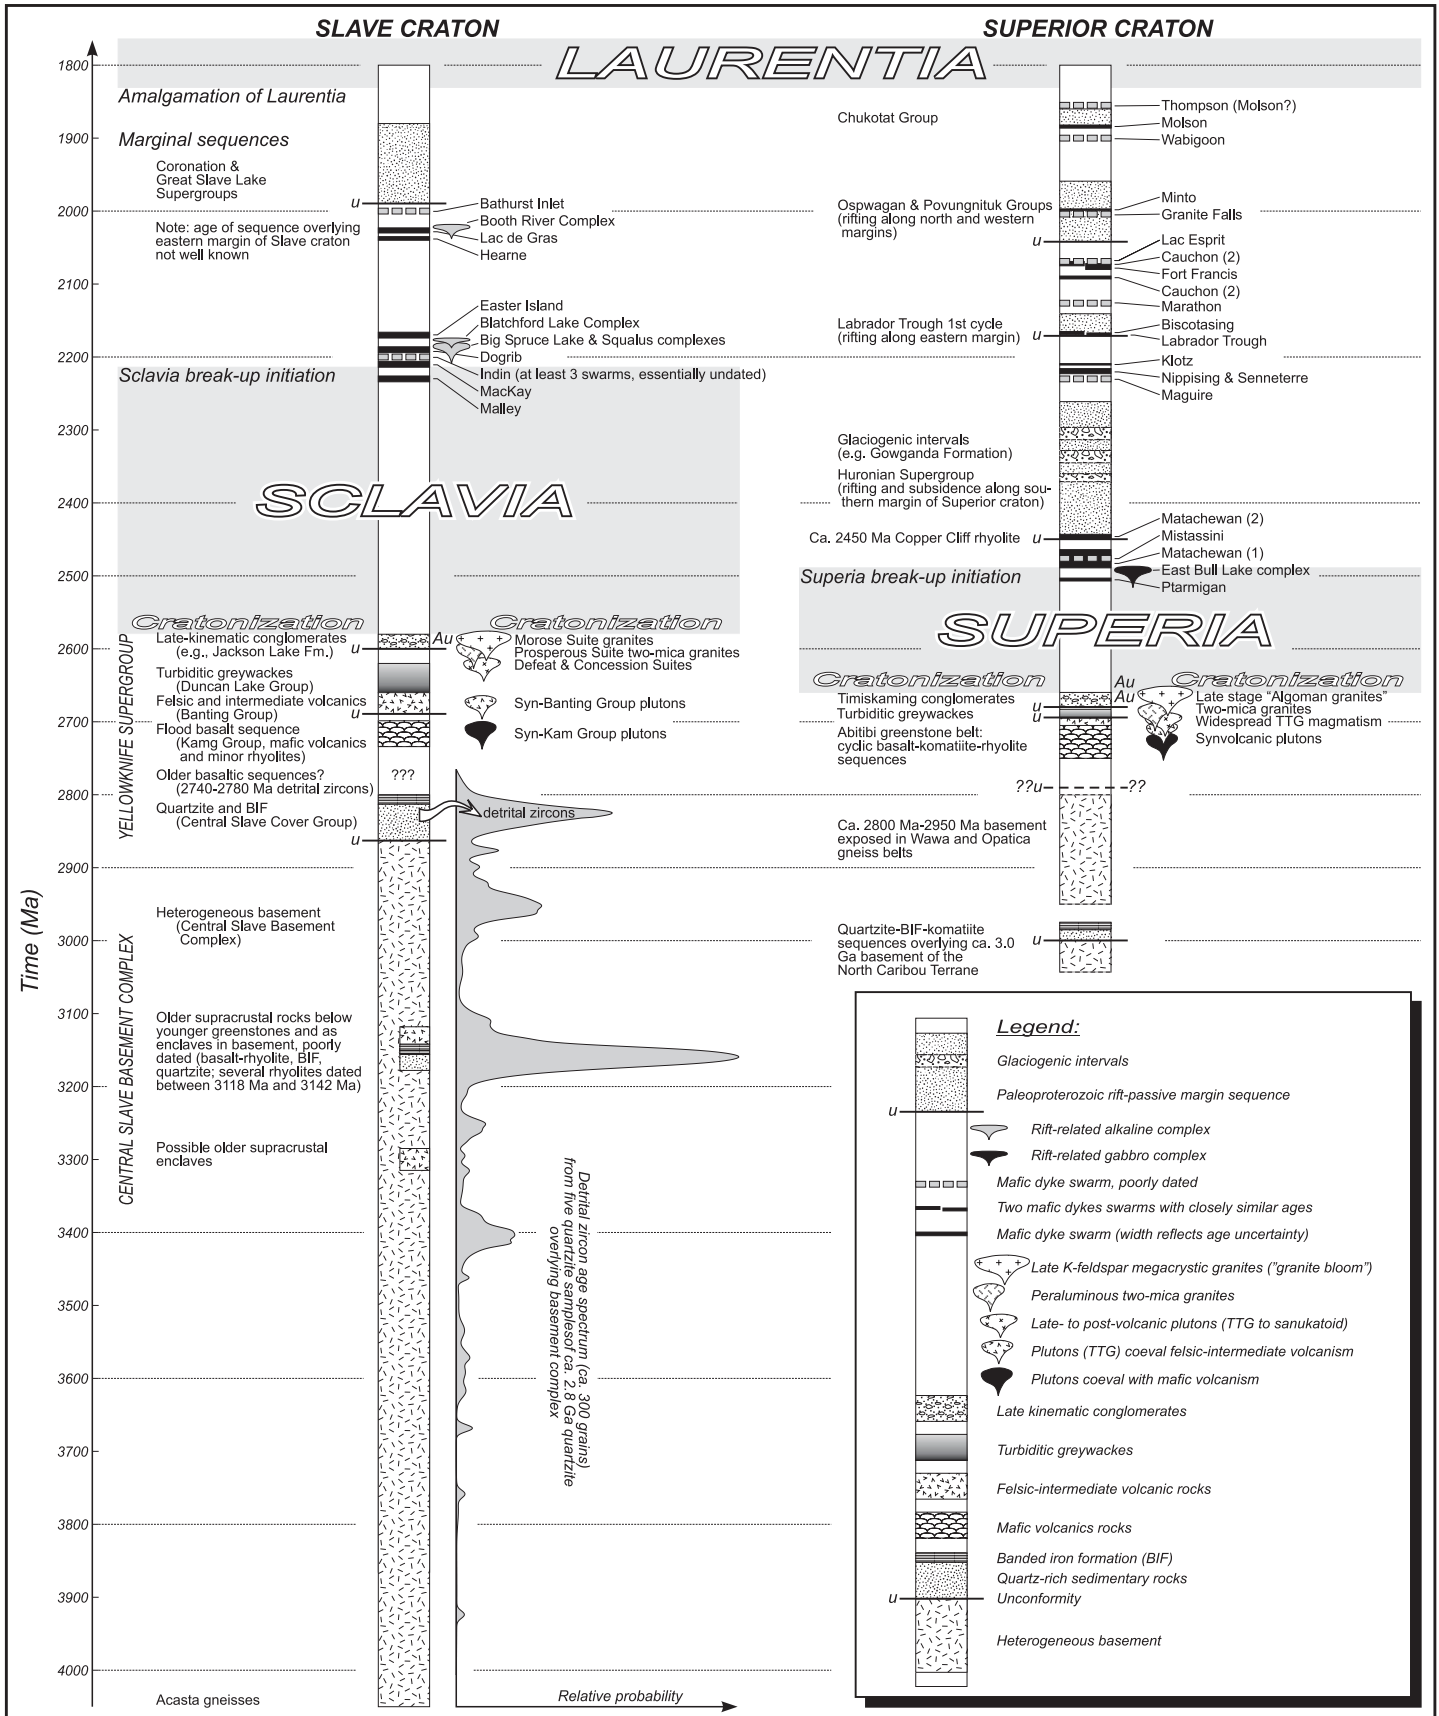 SLAVE CRATON
SUPERIOR CRATON
LAURENTIA
Time (Ma)
1800
1900
2000
2100
2200
2300
2400
2500
2600
2700
2800
2900
3000
3100
3200
3300
3400
3500
3600
3700
3800
3900
4000
YELLOWKNIFE SUPERGROUP
CENTRAL SLAVE BASEMENT COMPLEX
Amalgamation of Laurentia
Marginal sequences
Coronation &
Great Slave Lake
Supergroups
u
Note: age of sequence overlying
eastern margin of Slave craton
not well known
Bathurst Inlet
Booth River Complex
Lac de Gras
Hearne
Easter Island
Blatchford Lake Complex
Big Spruce Lake & Squalus complexes
Dogrib
Indin (at least 3 swarms, essentially undated)
MacKay
Malley
Sclavia break-up initiation
SCLAVIA
Cratonization
Cratonization
Late-kinematic conglomerates
(e.g., Jackson Lake Fm.)
u
Au
Morose Suite granites
Prosperous Suite two-mica granites
Defeat & Concession Suites
Turbiditic greywackes
(Duncan Lake Group)
Felsic and intermediate volcanics
(Banting Group)
u
Syn-Banting Group plutons
Flood basalt sequence
(Kamg Group, mafic volcanics
and minor rhyolites)
Syn-Kam Group plutons
Older basaltic sequences?
(2740-2780 Ma detrital zircons)
???
Quartzite and BIF
(Central Slave Cover Group)
u
detrital zircons
Heterogeneous basement
(Central Slave Basement
Complex)
Older supracrustal rocks below
younger greenstones and as
enclaves in basement, poorly
dated (basalt-rhyolite, BIF,
quartzite; several rhyolites dated
between 3118 Ma and 3142 Ma)
Possible older supracrustal
enclaves
Detrital zircon age spectrum (ca. 300 grains)
from five quartzite samplesof ca. 2.8 Ga quartzite
overlying basement complex
Acasta gneisses
Relative probability
Chukotat Group
Thompson (Molson?)
Molson
Wabigoon
Ospwagan & Povungnituk Groups
(rifting along north and western
margins)
u
Minto
Granite Falls
Lac Esprit
Cauchon (2)
Fort Francis
Cauchon (2)
Marathon
Labrador Trough 1st cycle
(rifting along eastern margin)
u
Biscotasing
Labrador Trough
Klotz
Nippising & Senneterre
Maguire
Glaciogenic intervals
(e.g. Gowganda Formation)
Huronian Supergroup
(rifting and subsidence along sou-
thern margin of Superior craton)
Ca. 2450 Ma Copper Cliff rhyolite
u
Matachewan (2)
Mistassini
Matachewan (1)
East Bull Lake complex
Ptarmigan
Superia break-up initiation
SUPERIA
Cratonization
Cratonization
Au
Au
Timiskaming conglomerates
u
Turbiditic greywackes
u
Late stage “Algoman granites”
Two-mica granites
Widespread TTG magmatism
Synvolcanic plutons
Abitibi greenstone belt:
cyclic basalt-komatiite-rhyolite
sequences
??u
??
Ca. 2800 Ma-2950 Ma basement
exposed in Wawa and Opatica
gneiss belts
Quartzite-BIF-komatiite
sequences overlying ca. 3.0
Ga basement of the
North Caribou Terrane
u
Legend:
Glaciogenic intervals
Paleoproterozoic rift-passive margin sequence
u
Rift-related alkaline complex
Rift-related gabbro complex
Mafic dyke swarm, poorly dated
Two mafic dykes swarms with closely similar ages
Mafic dyke swarm (width reflects age uncertainty)
Late K-feldspar megacrystic granites ("granite bloom")
Peraluminous two-mica granites
Late- to post-volcanic plutons (TTG to sanukatoid)
Plutons (TTG) coeval felsic-intermediate volcanism
Plutons coeval with mafic volcanism
Late kinematic conglomerates
Turbiditic greywackes
Felsic-intermediate volcanic rocks
Mafic volcanics rocks
Banded iron formation (BIF)
Quartz-rich sedimentary rocks
u
Unconformity
Heterogeneous basement